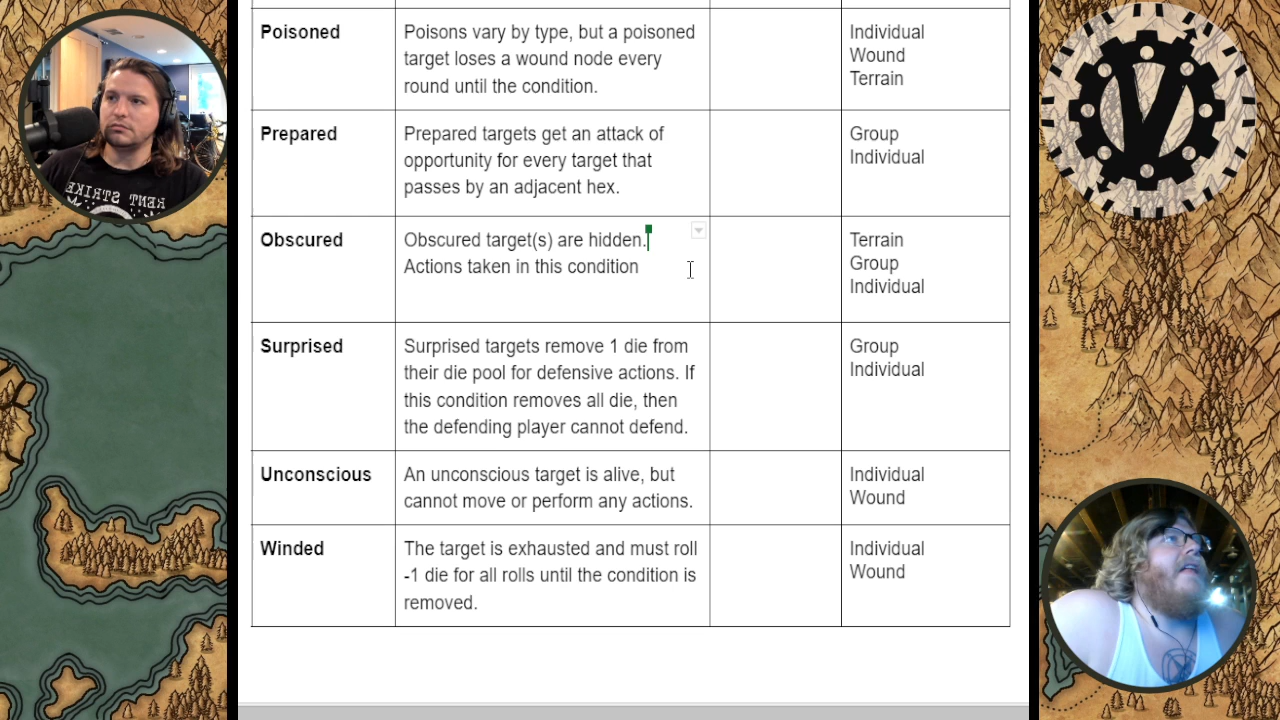 Poisoned
Poisons vary by type, but a poisoned
target loses a wound node every
round until the condition.
Individual
Wound
Terrain
Prepared
Prepared targets get an attack of
opportunity for every target that
passes by an adjacent hex.
Group
Individual
Obscured
Obscured target(s) are hidden.
Actions taken in this condition
Terrain
Group
Individual
Surprised
Surprised targets remove 1 die from
their die pool for defensive actions. If
this condition removes all die, then
the defending player cannot defend.
Group
Individual
Unconscious
An unconscious target is alive, but
cannot move or perform any actions.
Individual
Wound
Winded
The target is exhausted and must roll
-1 die for all rolls until the condition is
removed.
Individual
Wound
RENT STRIKE
V